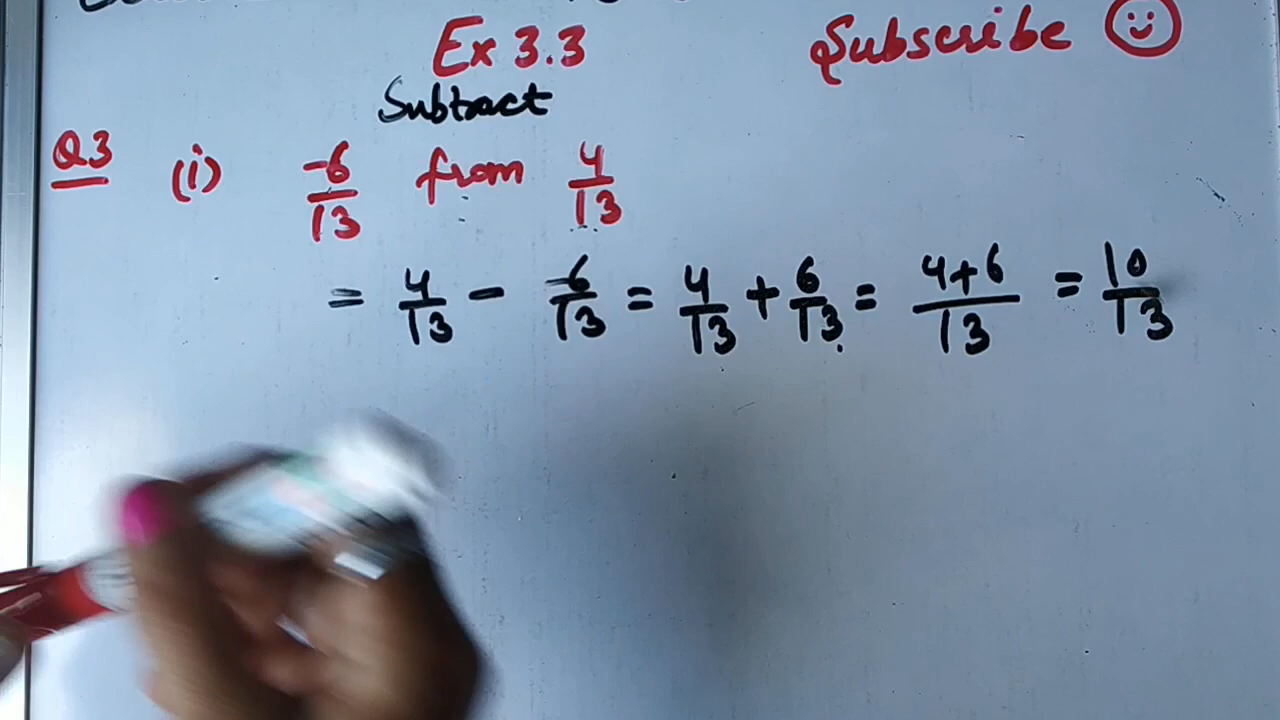 Ex 3.3 Subscribe
Subtract
Q3 (i) -6/13 from 4/13
= 4/13 - -6/13 = 4/13 + 6/13 = 4+6/13 = 10/13